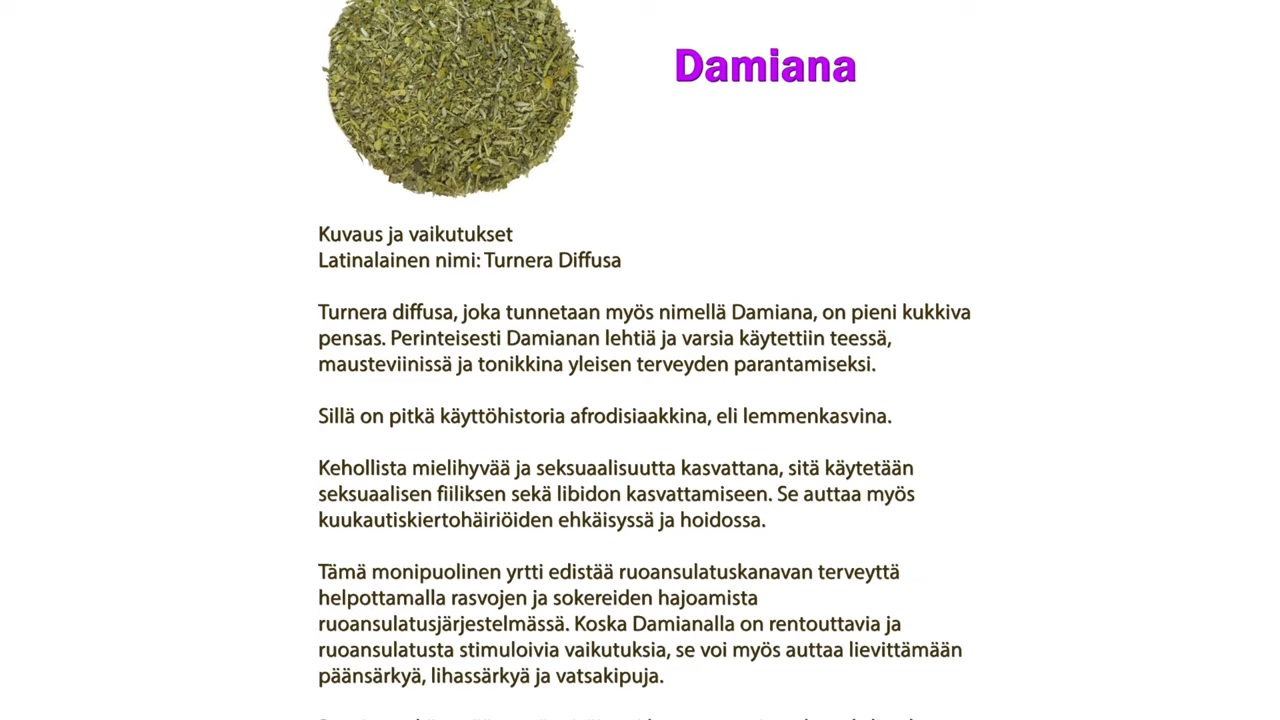 Damiana
Kuvaus ja vaikutukset
Latinalainen nimi: Turnera Diffusa
Turnera diffusa, joka tunnetaan myös nimellä Damiana, on pieni kukkiva
pensas. Perinteisesti Damianan lehtiä ja varsia käytettiin teessä,
mausteviinissä ja tonikkina yleisen terveyden parantamiseksi.
Sillä on pitkä käyttöhistoria afrodisiaakkina, eli lemmenkasvina.
Kehollista mielihyvää ja seksuaalisuutta kasvattana, sitä käytetään
seksuaalisen fiiliksen sekä libidon kasvattamiseen. Se auttaa myös
kuukautiskiertohäiriöiden ehkäisyssä ja hoidossa.
Tämä monipuolinen yrtti edistää ruoansulatuskanavan terveyttä
helpottamalla rasvojen ja sokereiden hajoamista
ruoansulatusjärjestelmässä. Koska Damianalla on rentouttavia ja
ruoansulatusta stimuloivia vaikutuksia, se voi myös auttaa lievittämään
päänsärkyä, lihassärkyä ja vatsakipuja.